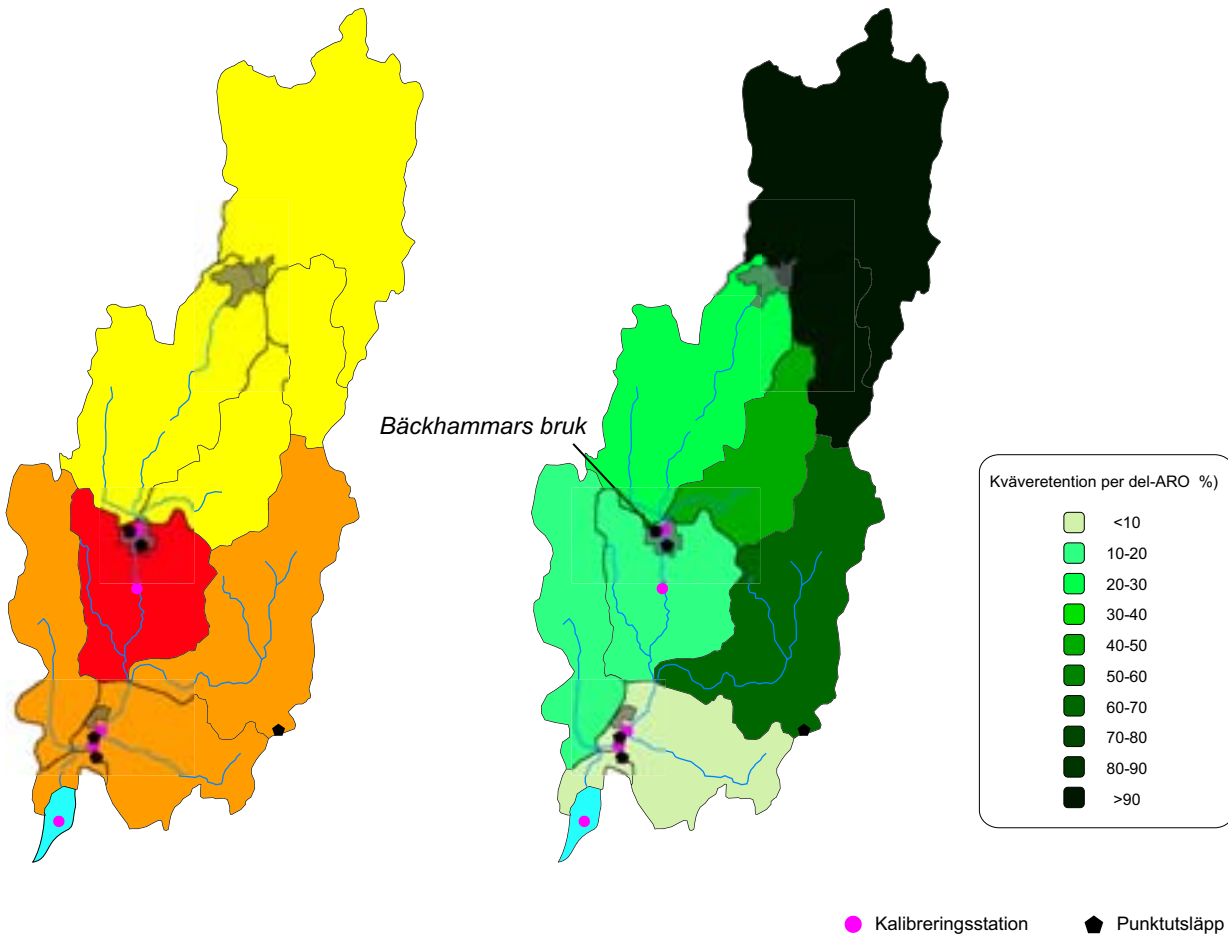 Bäckhammars bruk
Kväveretention per del-ARO %)
<10
10-20
20-30
30-40
40-50
50-60
60-70
70-80
80-90
>90
Kalibreringsstation
Punktutsläpp